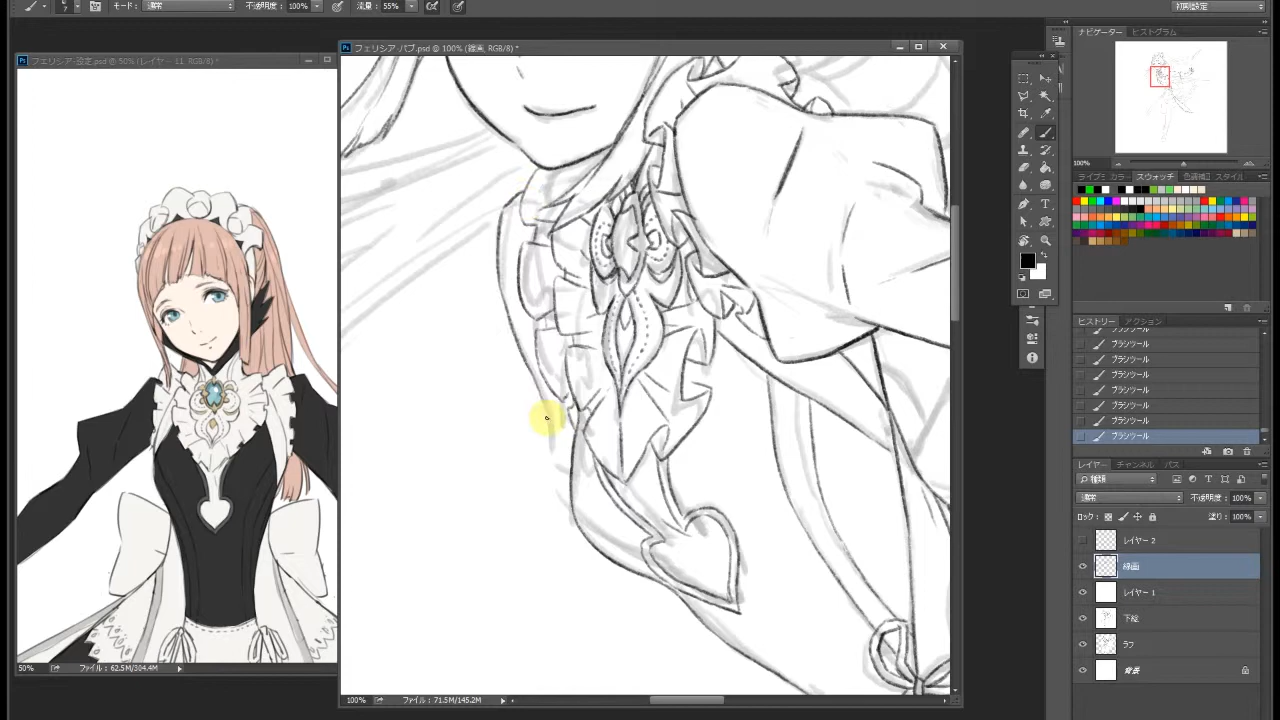 モード： 通常 不透明度： 100% 流量： 55% 初期設定
フェリシア-設定.psd @ 50% (レイヤー 11, RGB/8) *
フェリシア-パブ.psd @ 100% (線画, RGB/8) *
ナビゲーター ヒストグラム
100%
スウォッチ スタイル
ヒストリー アクション
ブラシツール
ブラシツール
ブラシツール
ブラシツール
ブラシツール
ブラシツール
ブラシツール
レイヤー チャンネル パス
種類
通常 不透明度： 100%
ロック： 塗り： 100%
レイヤー 2
線画
レイヤー 1
下絵
ラフ
背景
50% ファイル：62.5M/304.4M
100% ファイル：71.5M/145.2M